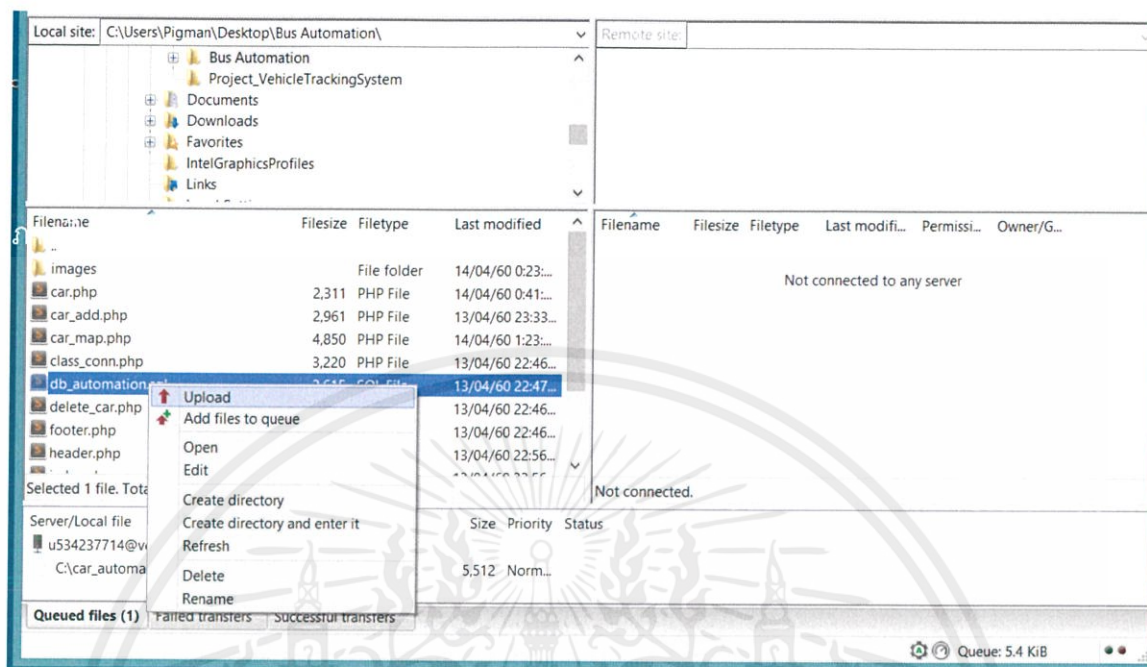 Local site: C:\Users\Pigman\Desktop\Bus Automation\
Remote site:
Bus Automation
Project_VehicleTrackingSystem
Documents
Downloads
Favorites
IntelGraphicsProfiles
Links
Filename Filesize Filetype Last modified
..
images File folder 14/04/60 0:23:...
car.php 2,311 PHP File 14/04/60 0:41:...
car_add.php 2,961 PHP File 13/04/60 23:33...
car_map.php 4,850 PHP File 14/04/60 1:23:...
class_conn.php 3,220 PHP File 13/04/60 22:46...
db_automation 13/04/60 22:47...
delete_car.php 13/04/60 22:46...
footer.php 13/04/60 22:46...
header.php 13/04/60 22:56...
Selected 1 file. Tota
Filename Filesize Filetype Last modifi... Permissi... Owner/G...
Not connected to any server
Not connected.
Upload
Add files to queue
Open
Edit
Create directory
Create directory and enter it
Refresh
Delete
Rename
Server/Local file Size Priority Status
u534237714@v
C:\car_automa 5,512 Norm...
Queued files (1) Failed transfers Successful transfers
Queue: 5.4 KiB